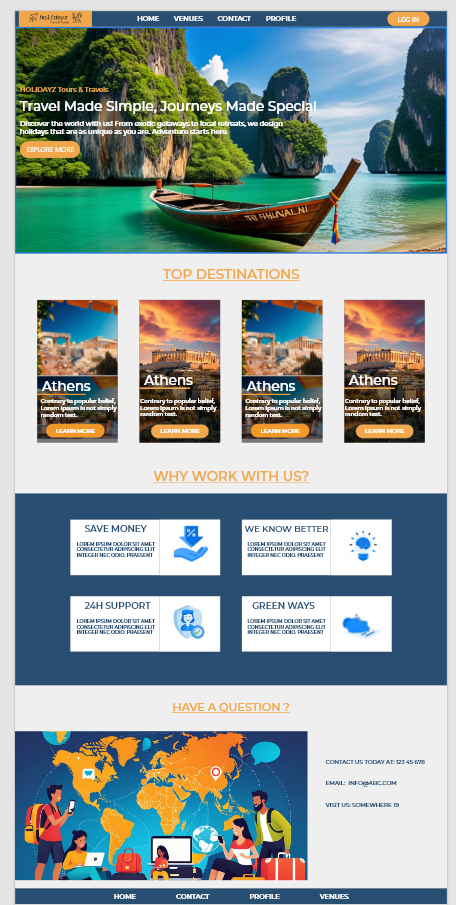 holidayz
HOME VENUES CONTACT PROFILE
LOG IN
HOLIDAYZ Tours & Travels
Travel Made Simple, Journeys Made Special
Discover the world with us! From exotic getaways to local retreats, we design
holidays that are as unique as you are. Adventure starts here.
EXPLORE MORE
TOP DESTINATIONS
Athens
Contrary to popular belief,
Lorem Ipsum is not simply
random text.
LEARN MORE
Athens
Contrary to popular belief,
Lorem Ipsum is not simply
random text.
LEARN MORE
Athens
Contrary to popular belief,
Lorem Ipsum is not simply
random text.
LEARN MORE
Athens
Contrary to popular belief,
Lorem Ipsum is not simply
random text.
LEARN MORE
WHY WORK WITH US?
SAVE MONEY
LOREM IPSUM DOLOR SIT AMET
CONSECTETUR ADIPISCING ELIT
INTEGER NEC ODIO. PRAESENT
%
WE KNOW BETTER
LOREM IPSUM DOLOR SIT AMET
CONSECTETUR ADIPISCING ELIT
INTEGER NEC ODIO. PRAESENT
24H SUPPORT
LOREM IPSUM DOLOR SIT AMET
CONSECTETUR ADIPISCING ELIT
INTEGER NEC ODIO. PRAESENT
GREEN WAYS
LOREM IPSUM DOLOR SIT AMET
CONSECTETUR ADIPISCING ELIT
INTEGER NEC ODIO. PRAESENT
HAVE A QUESTION ?
CONTACT US TODAY AT: 123 45 678
EMAIL: INFO@ABC.COM
VISIT US: SOMEWHERE 19
HOME CONTACT PROFILE VENUES